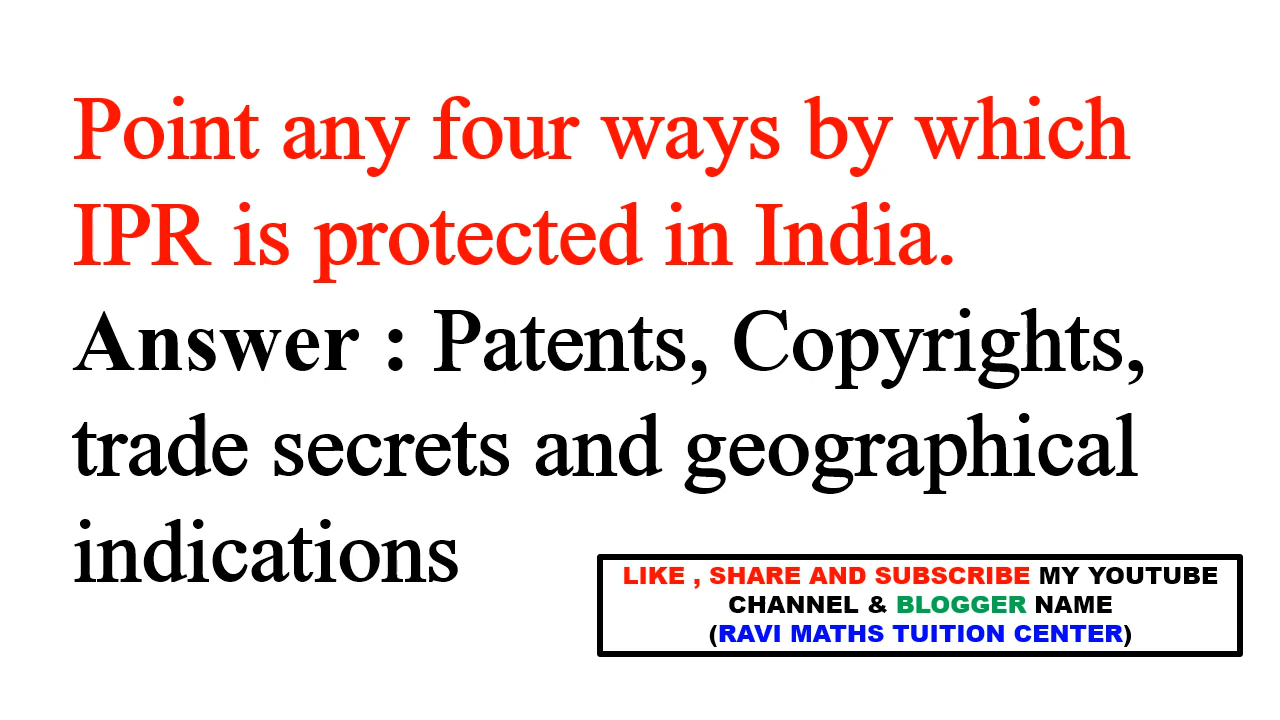 Point any four ways by which
IPR is protected in India.
Answer : Patents, Copyrights,
trade secrets and geographical
indications
LIKE , SHARE AND SUBSCRIBE MY YOUTUBE
CHANNEL & BLOGGER NAME
(RAVI MATHS TUITION CENTER)